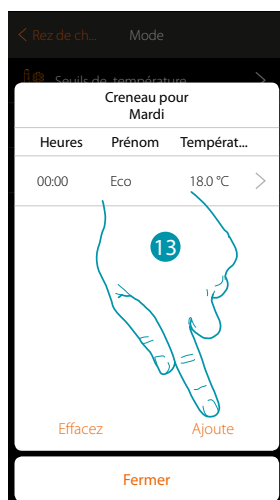 Rez de ch... Mode
Seuils de température
Creneau pour
Mardi
Heures Prénom Températ...
00:00 Eco 18.0 °C
13
Effacez Ajoute
Fermer